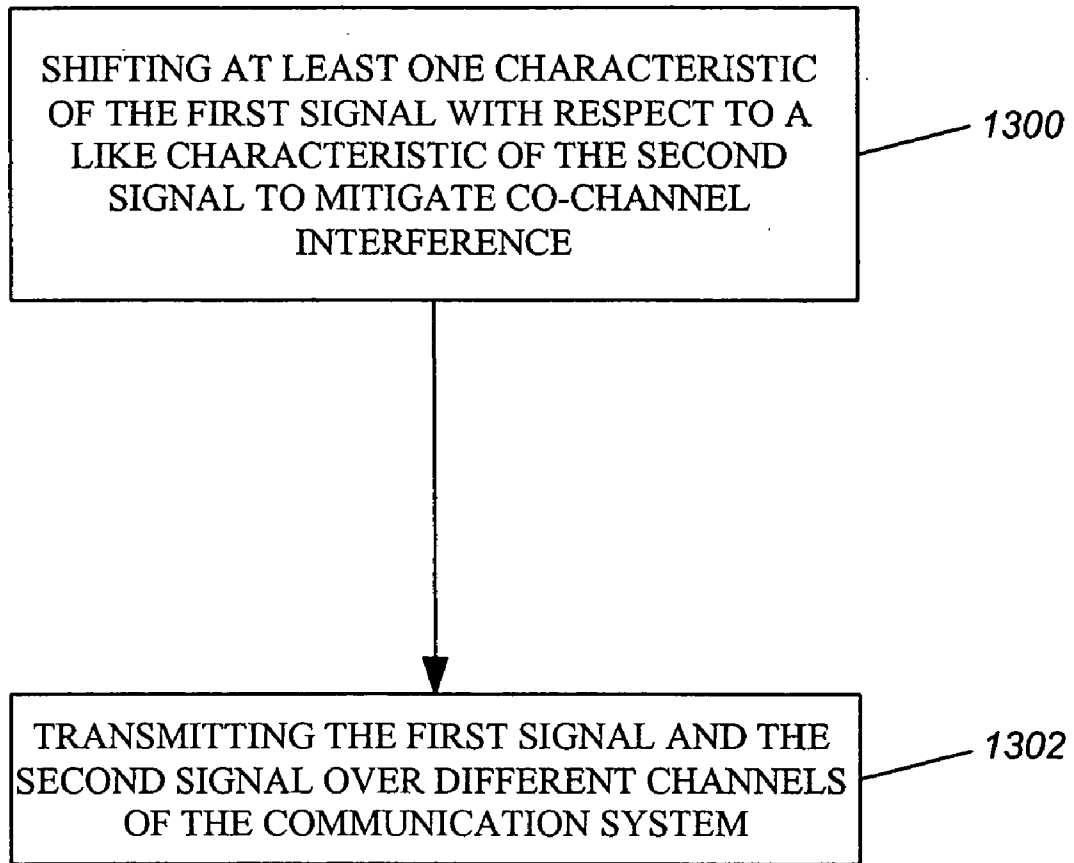 SHIFTING AT LEAST ONE CHARACTERISTIC
OF THE FIRST SIGNAL WITH RESPECT TO A
LIKE CHARACTERISTIC OF THE SECOND
SIGNAL TO MITIGATE CO-CHANNEL
INTERFERENCE
1300
TRANSMITTING THE FIRST SIGNAL AND THE
SECOND SIGNAL OVER DIFFERENT CHANNELS
OF THE COMMUNICATION SYSTEM
1302